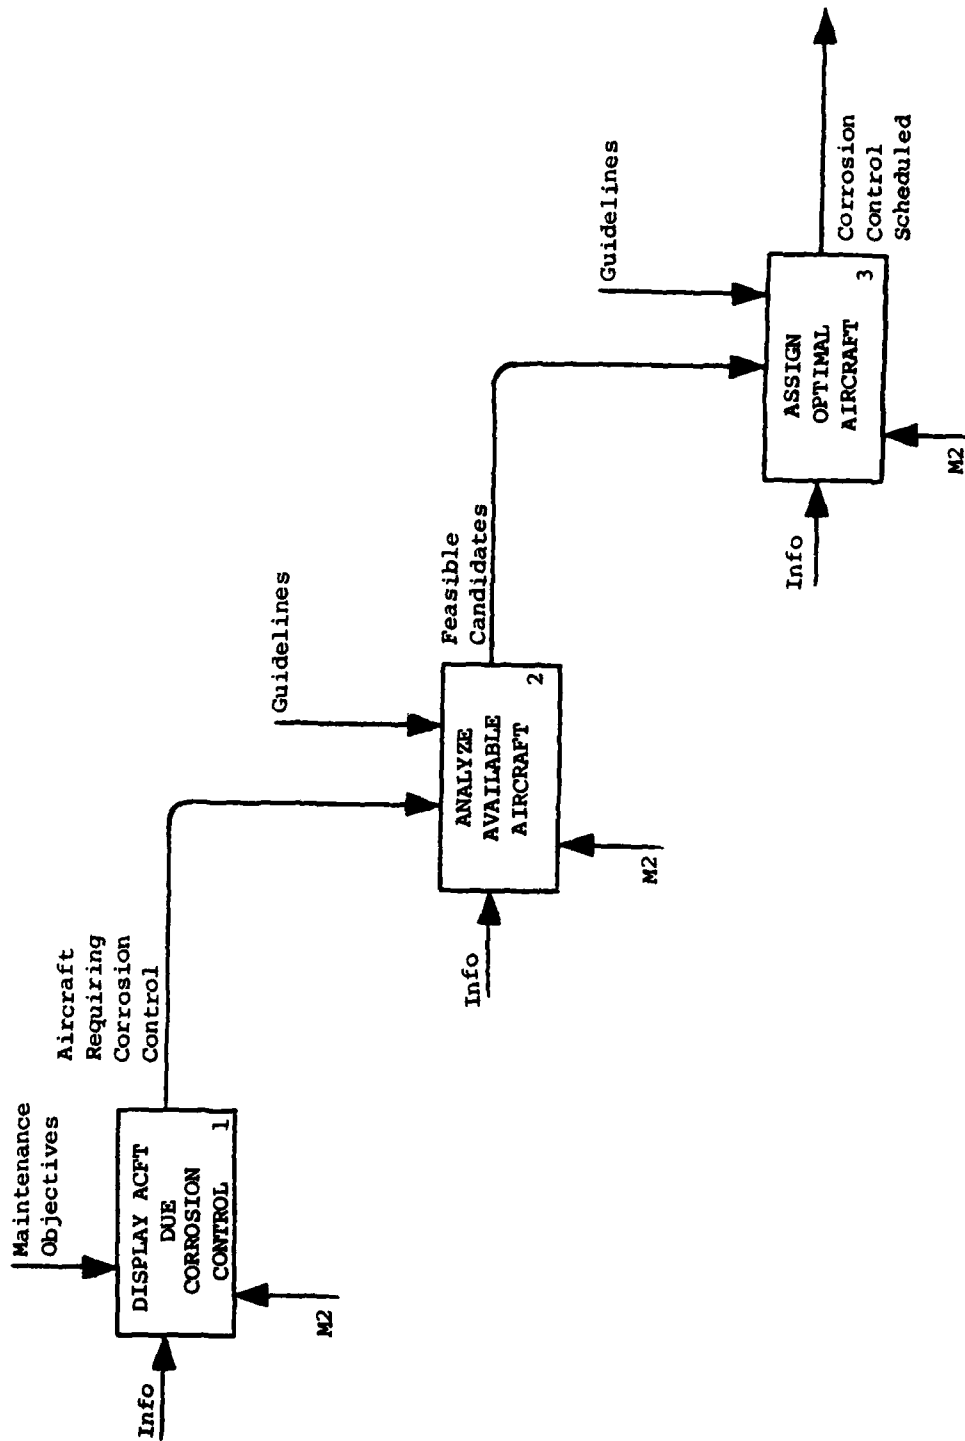 Maintenance
Objectives
Info
DISPLAY ACFT
DUE
CORROSION
CONTROL
1
M2
Aircraft
Requiring
Corrosion
Control
Guidelines
Info
ANALYZE
AVAILABLE
AIRCRAFT
2
M2
Feasible
Candidates
Guidelines
Info
ASSIGN
OPTIMAL
AIRCRAFT
3
M2
Corrosion
Control
Scheduled